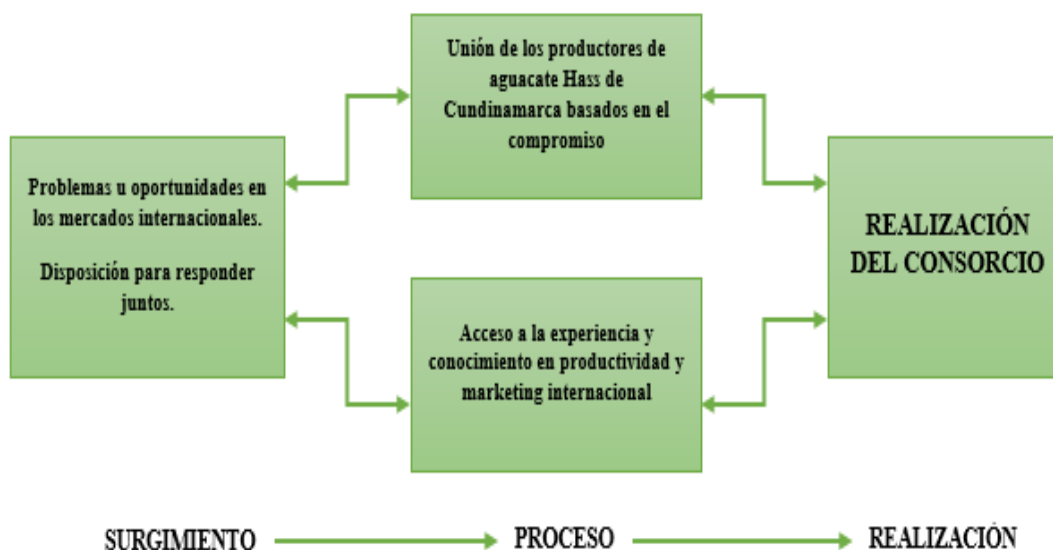 Unión de los productores de
aguacate Hass de
Cundinamarca basados en el
compromiso
Problemas u oportunidades en
los mercados internacionales.
Disposición para responder
juntos.
REALIZACIÓN
DEL CONSORCIO
Acceso a la experiencia y
conocimiento en productividad y
marketing internacional
SURGIMIENTO PROCESO REALIZACIÓN